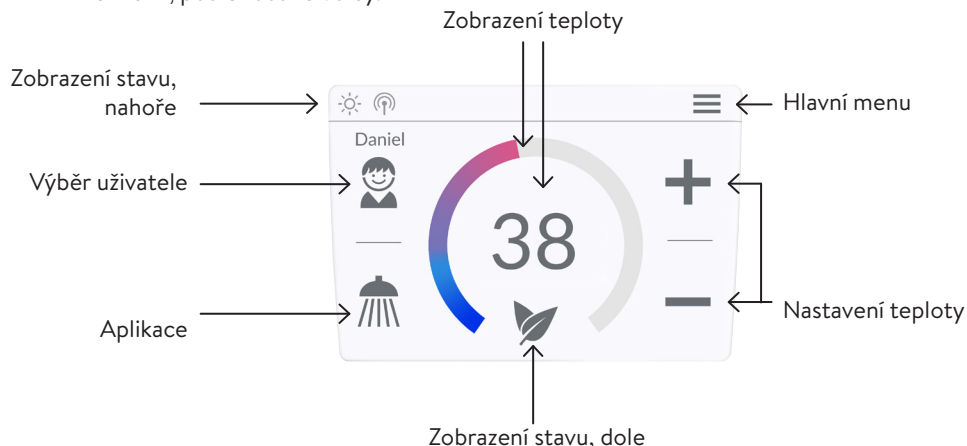 Zobrazení teploty
Zobrazení stavu,
nahoře
Hlavní menu
Daniel
Výběr uživatele
38
Aplikace
Nastavení teploty
Zobrazení stavu, dole